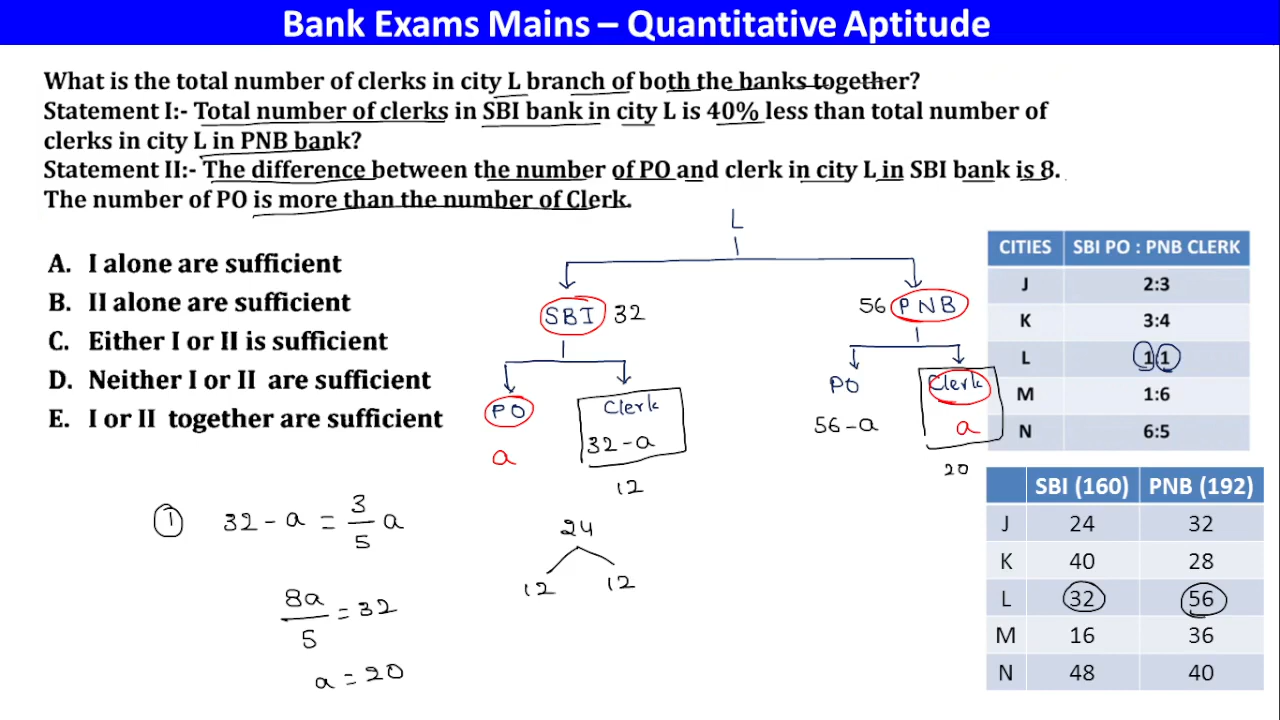 Bank Exams Mains – Quantitative Aptitude
What is the total number of clerks in city L branch of both the banks together?
Statement I:- Total number of clerks in SBI bank in city L is 40% less than total number of
clerks in city L in PNB bank?
Statement II:- The difference between the number of PO and clerk in city L in SBI bank is 8.
The number of PO is more than the number of Clerk.
A. I alone are sufficient
B. II alone are sufficient
C. Either I or II is sufficient
D. Neither I or II are sufficient
E. I or II together are sufficient
L
SBI 32
56 PNB
PO
Clerk
a
32-a
12
PO
Clerk
56-a
a
20
① 32-a = 3/5 a
8a/5 = 32
a = 20
24
12 12
CITIES SBI PO : PNB CLERK
J 2:3
K 3:4
L 1 1
M 1:6
N 6:5
SBI (160) PNB (192)
J 24 32
K 40 28
L 32 56
M 16 36
N 48 40